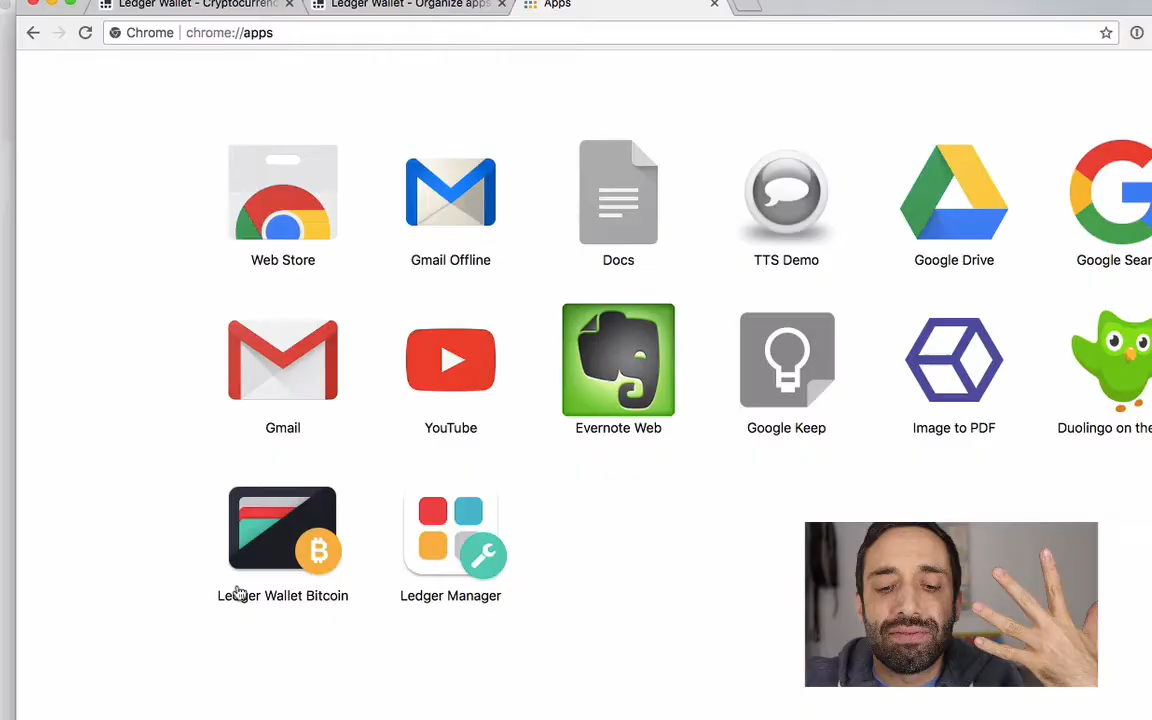 Ledger Wallet - Cryptocurrenc
Ledger Wallet - Organize apps
Apps
Chrome
chrome://apps
Web Store
Gmail Offline
Docs
TTS Demo
Google Drive
Google Sear
Gmail
YouTube
Evernote Web
Google Keep
Image to PDF
Duolingo on the
Ledger Wallet Bitcoin
Ledger Manager